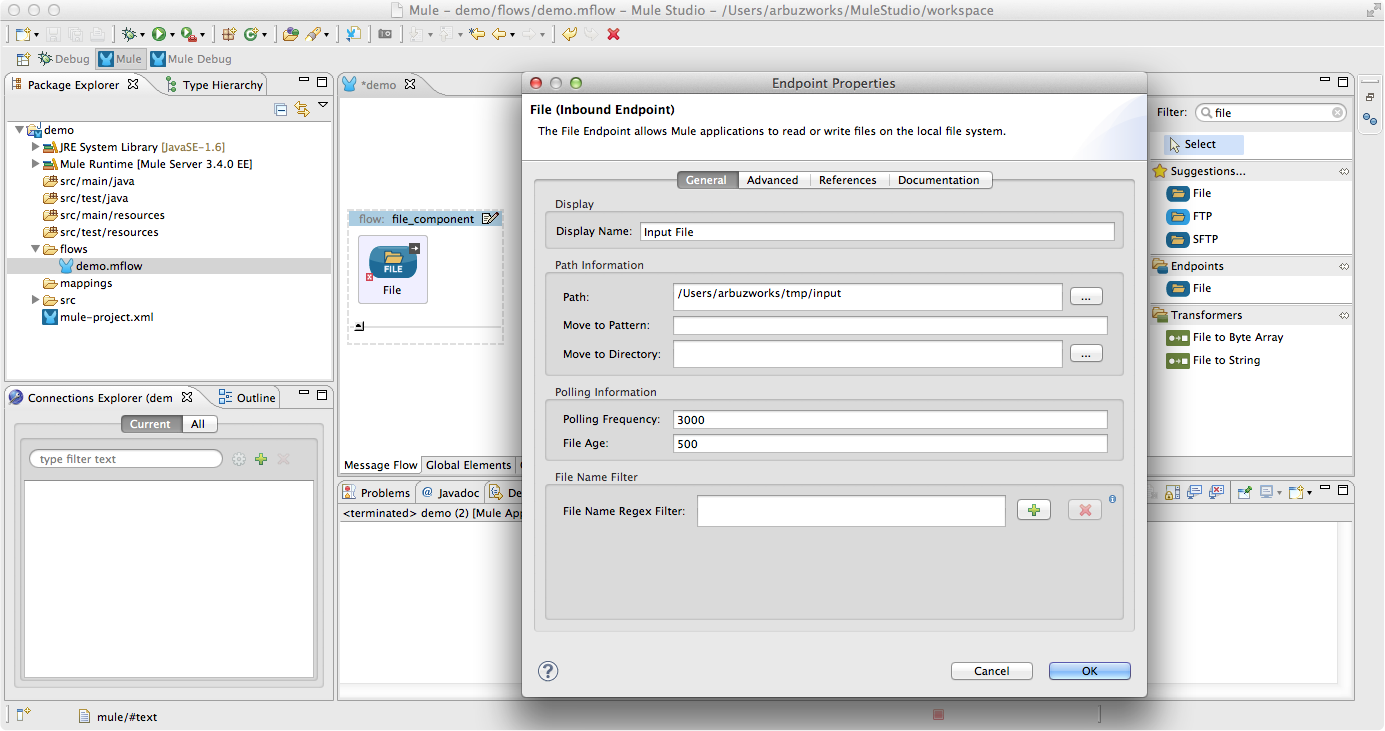 Mule – demo/flows/demo.mflow – Mule Studio – /Users/arbuzworks/MuleStudio/workspace
Debug Mule Mule Debug
Package Explorer Type Hierarchy
demo
JRE System Library [JavaSE-1.6]
Mule Runtime [Mule Server 3.4.0 EE]
src/main/java
src/test/java
src/main/resources
src/test/resources
flows
demo.mflow
mappings
src
mule-project.xml
Connections Explorer (dem Outline
Current All
type filter text
*demo
flow: file_component
FILE
File
Message Flow Global Elements
Problems @ Javadoc De
<terminated> demo (2) [Mule App
Endpoint Properties
File (Inbound Endpoint)
The File Endpoint allows Mule applications to read or write files on the local file system.
General Advanced References Documentation
Display
Display Name: Input File
Path Information
Path: /Users/arbuzworks/tmp/input ...
Move to Pattern:
Move to Directory: ...
Polling Information
Polling Frequency: 3000
File Age: 500
File Name Filter
File Name Regex Filter:
? Cancel OK
Filter: file
Select
Suggestions...
File
FTP
SFTP
Endpoints
File
Transformers
File to Byte Array
File to String
mule/#text